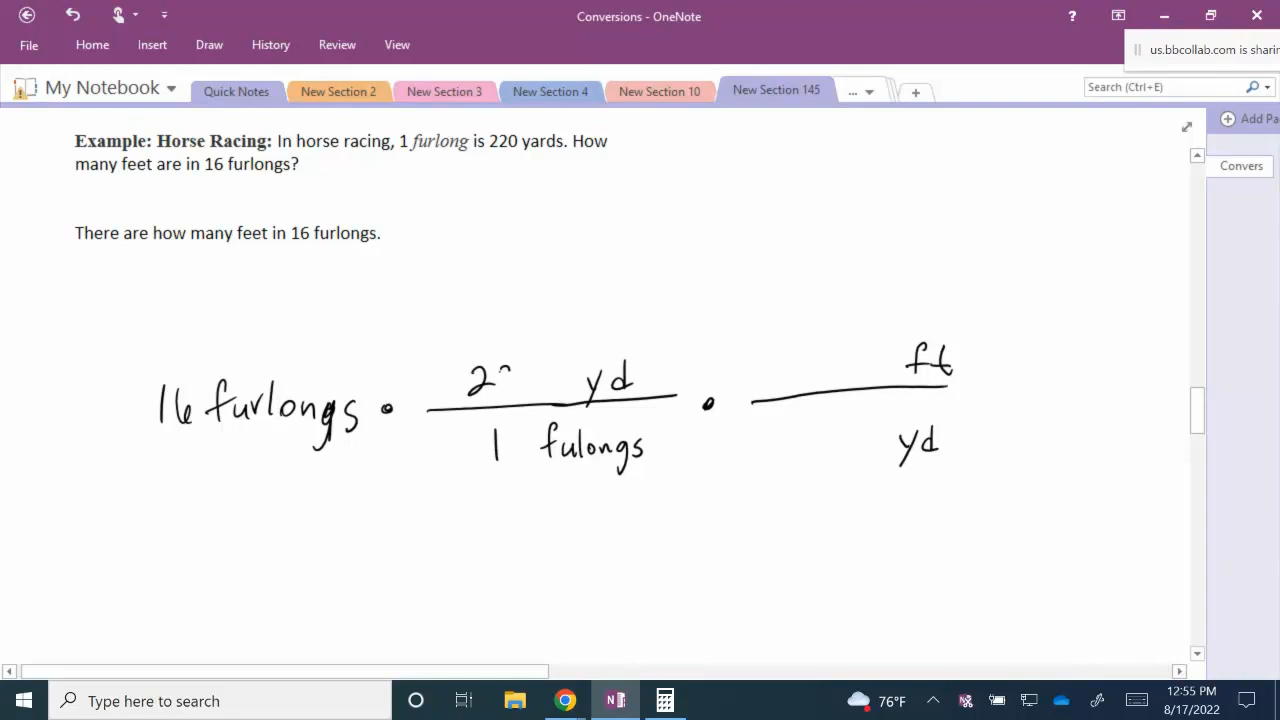 Conversions - OneNote
?
File Home Insert Draw History Review View
us.bbcollab.com is sharin
My Notebook Quick Notes New Section 2 New Section 3 New Section 4 New Section 10 New Section 145 ... + Search (Ctrl+E)
Add Pa
Example: Horse Racing: In horse racing, 1 furlong is 220 yards. How
many feet are in 16 furlongs?
Convers
There are how many feet in 16 furlongs.
16 furlongs • 2 yd • ft
1 fulongs yd
Type here to search
76°F
12:55 PM
8/17/2022